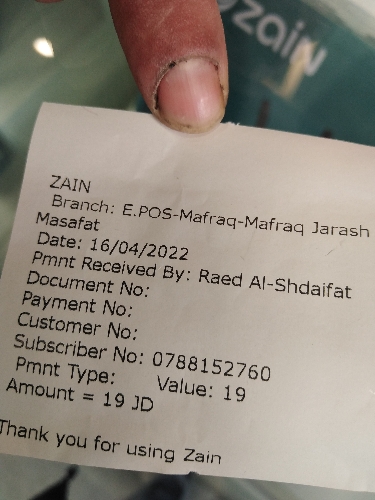 zain
ZAIN
Branch: E.POS-Mafraq-Mafraq Jarash
Masafat
Date: 16/04/2022
Pmnt Received By: Raed Al-Shdaifat
Document No:
Payment No:
Customer No:
Subscriber No: 0788152760
Pmnt Type: Value: 19
Amount = 19 JD
Thank you for using Zain